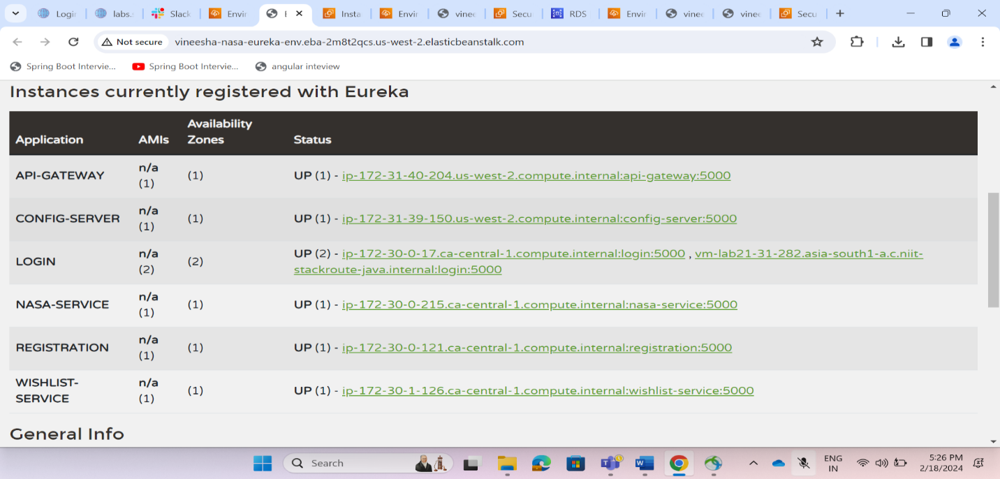 Login
labs.
Slack
Envir
E
Insta
Envir
vinee
Secu
RDS
Envir
vinee
vinee
Secu
Not secure
vineesha-nasa-eureka-env.eba-2m8t2qcs.us-west-2.elasticbeanstalk.com
Spring Boot Intervie...
Spring Boot Intervie...
angular inteview
Instances currently registered with Eureka
Application AMIs Availability Zones Status
API-GATEWAY n/a (1) (1) UP (1) - ip-172-31-40-204.us-west-2.compute.internal:api-gateway:5000
CONFIG-SERVER n/a (1) (1) UP (1) - ip-172-31-39-150.us-west-2.compute.internal:config-server:5000
LOGIN n/a (2) (2) UP (2) - ip-172-30-0-17.ca-central-1.compute.internal:login:5000 , vm-lab21-31-282.asia-south1-a.c.niit-
stackroute-java.internal:login:5000
NASA-SERVICE n/a (1) (1) UP (1) - ip-172-30-0-215.ca-central-1.compute.internal:nasa-service:5000
REGISTRATION n/a (1) (1) UP (1) - ip-172-30-0-121.ca-central-1.compute.internal:registration:5000
WISHLIST-SERVICE n/a (1) (1) UP (1) - ip-172-30-1-126.ca-central-1.compute.internal:wishlist-service:5000
General Info
Search
ENG
IN
5:26 PM
2/18/2024